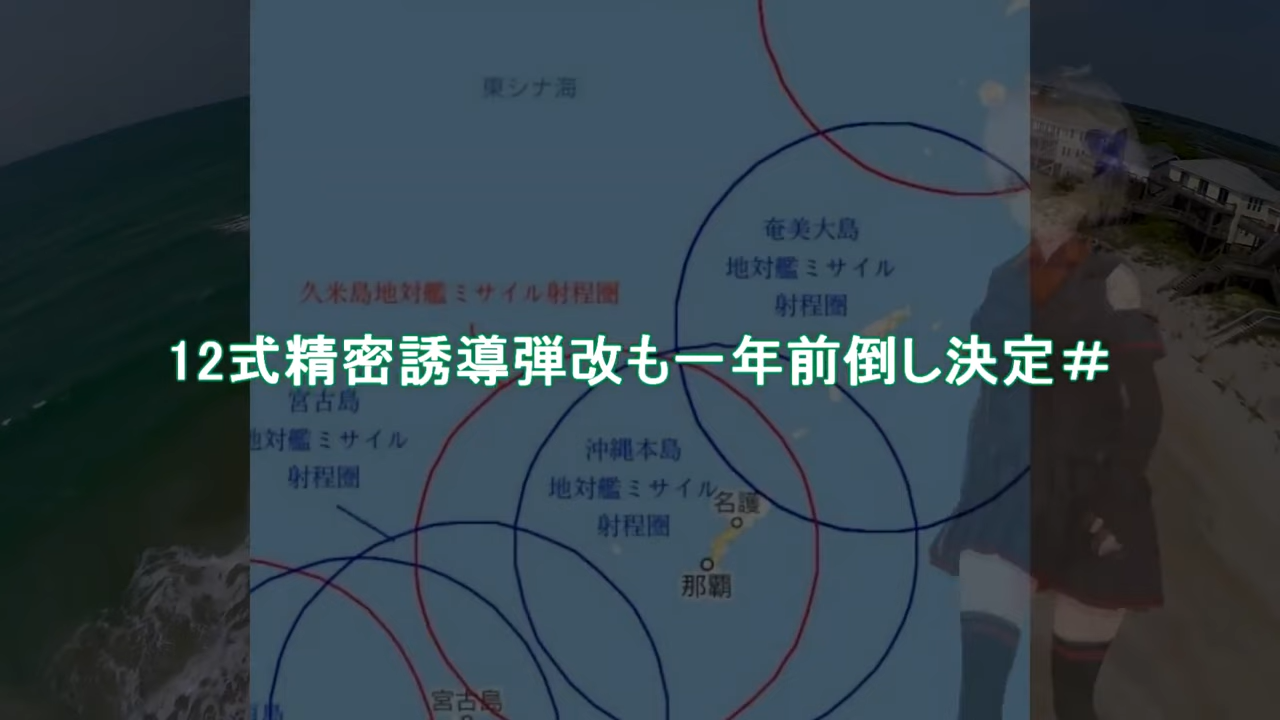 東シナ海
奄美大島
地対艦ミサイル
射程圏
久米島地対艦ミサイル射程圏
12式精密誘導弾改も一年前倒し決定#
宮古島
地対艦ミサイル
射程圏
沖縄本島
地対艦ミサイル
射程圏
名護
那覇
宮古島